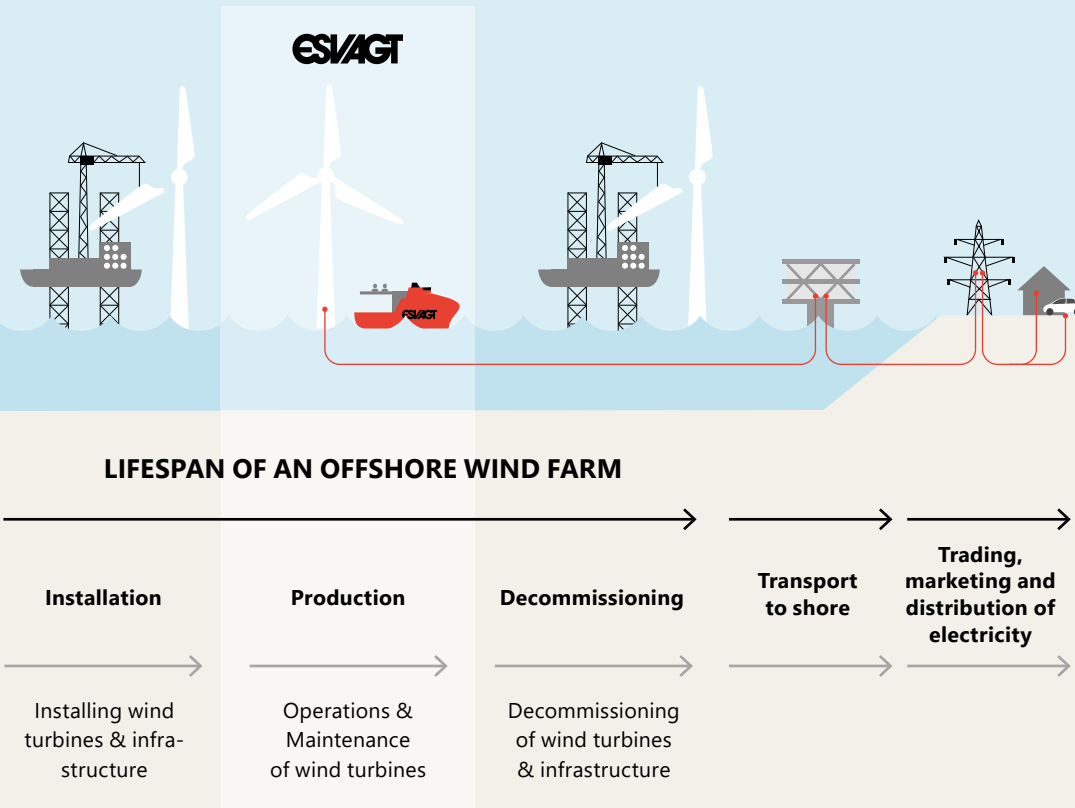 ESVAGT
ESVAGT
LIFESPAN OF AN OFFSHORE WIND FARM
Installation
Production
Decommissioning
Transport
to shore
Trading,
marketing and
distribution of
electricity
Installing wind
turbines & infra-
structure
Operations &
Maintenance
of wind turbines
Decommissioning
of wind turbines
& infrastructure